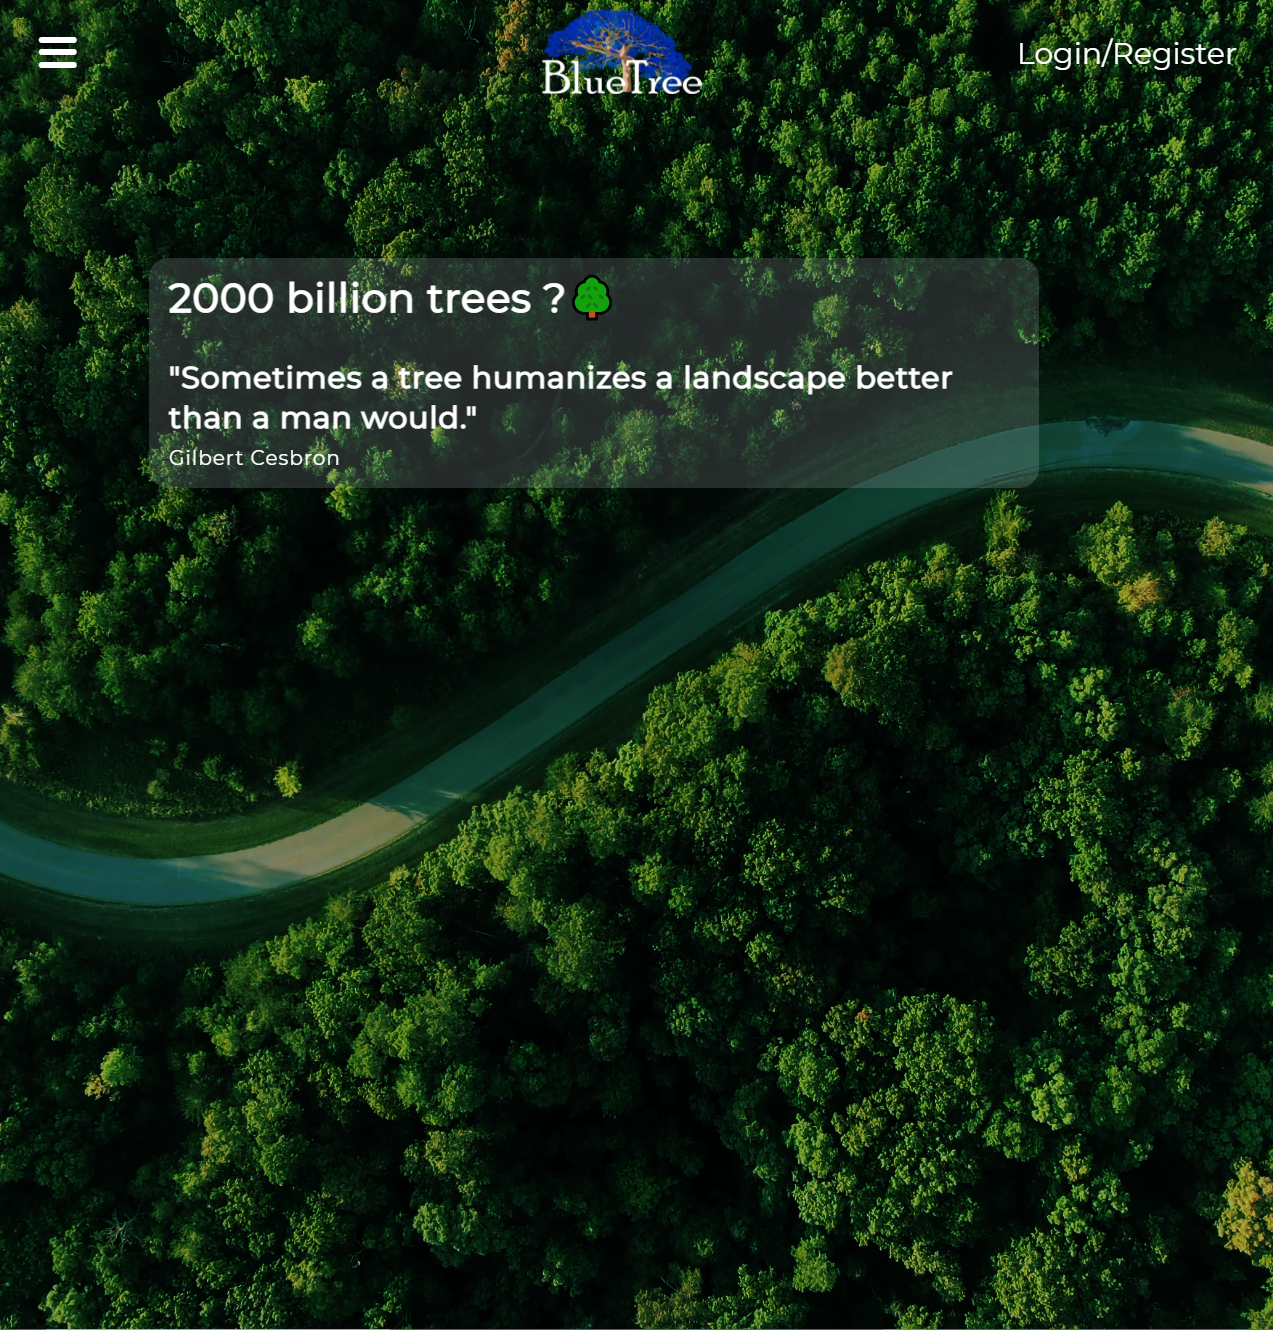 BlueTree
Login/Register
2000 billion trees ?
"Sometimes a tree humanizes a landscape better
than a man would."
Gilbert Cesbron